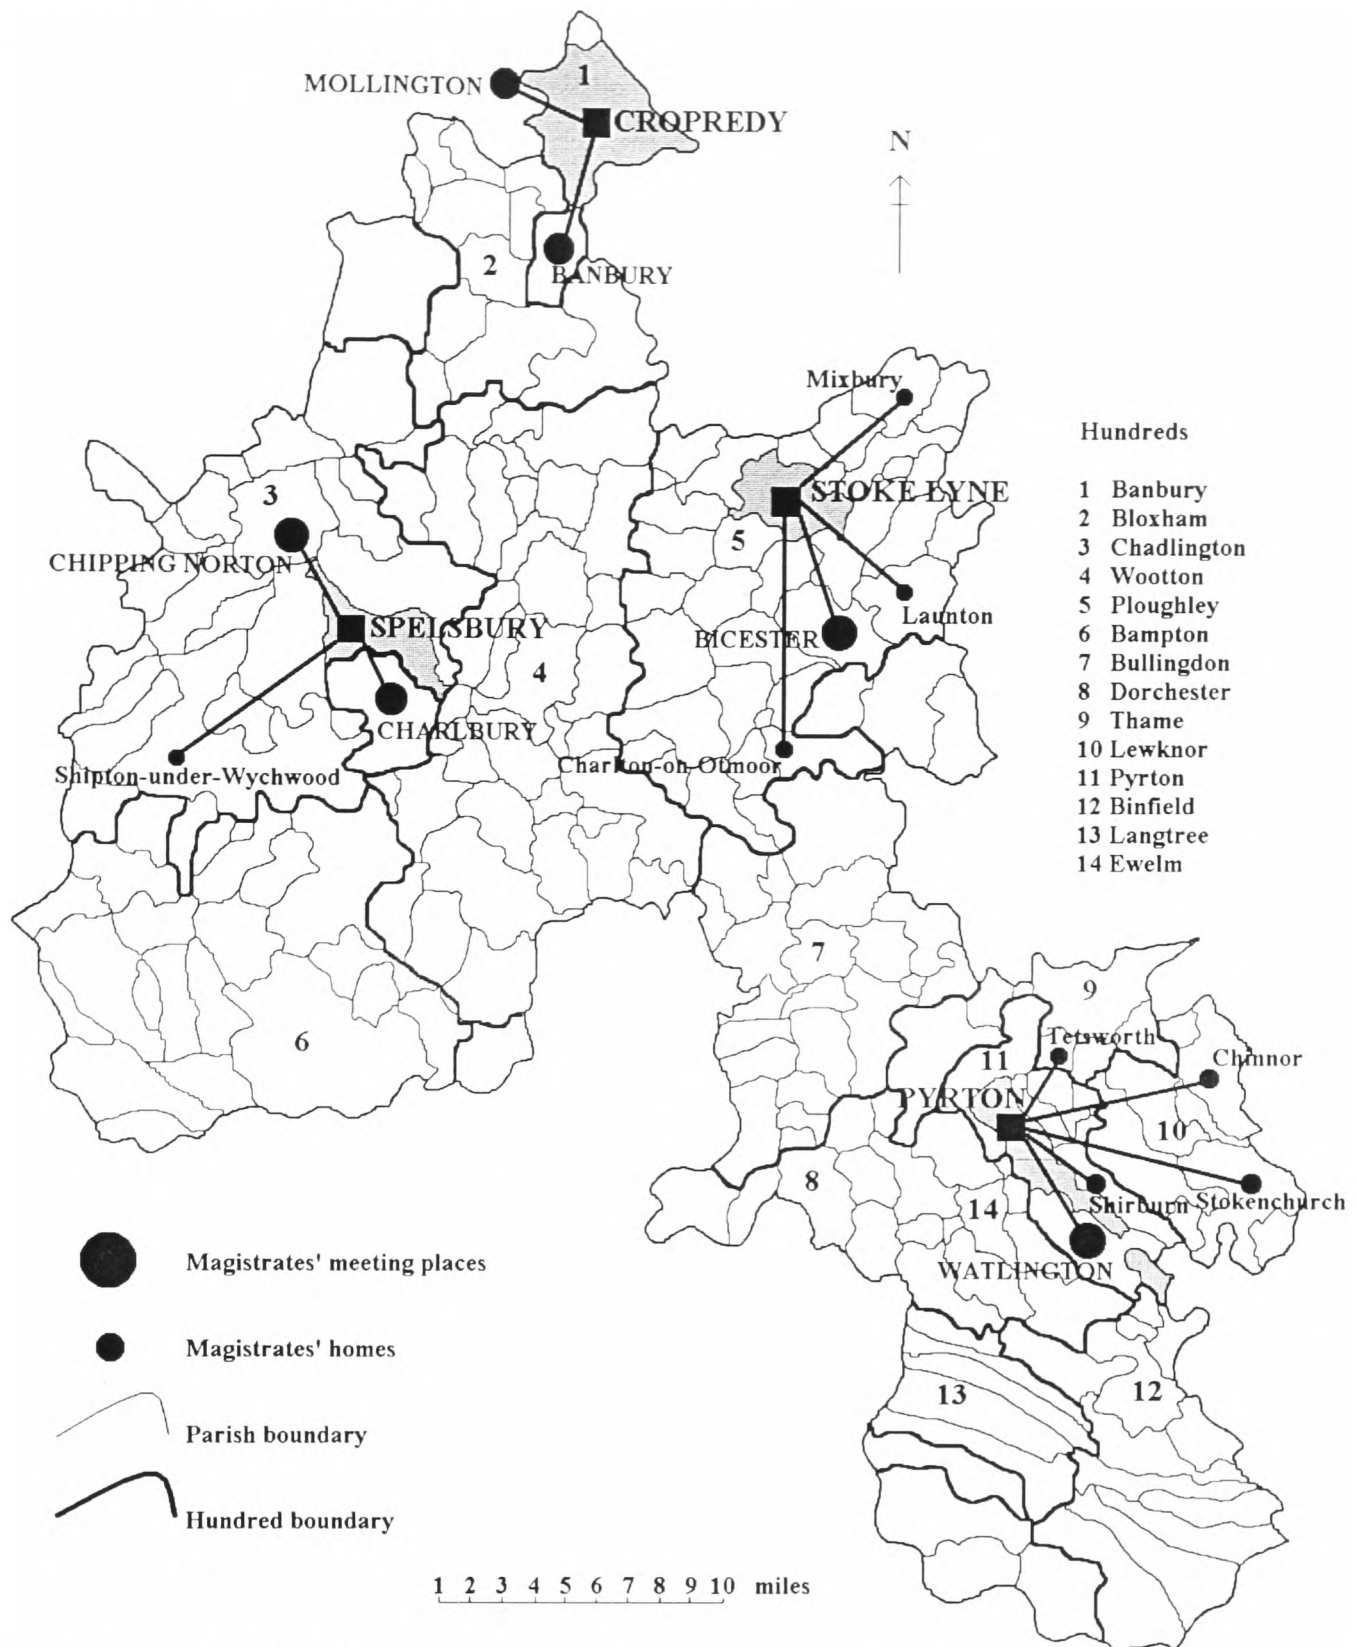 1
MOLLINGTON
CROPREDY
N
2
BANBURY
Mixbury
Hundreds
1 Banbury
2 Bloxham
3 Chadlington
4 Wootton
5 Ploughley
6 Bampton
7 Bullingdon
8 Dorchester
9 Thame
10 Lewknor
11 Pyrton
12 Binfield
13 Langtree
14 Ewelm
3
STOKE LYNE
5
CHIPPING NORTON
Launton
SPELSBURY
BICESTER
4
CHARLBURY
Charlton-on-Otmoor
Shipton-under-Wychwood
7
9
6
Tetsworth
11
Chinnor
PYRTON
10
8
Shirburn
Stokenchurch
14
Magistrates' meeting places
WATLINGTON
Magistrates' homes
13
12
Parish boundary
Hundred boundary
1 2 3 4 5 6 7 8 9 10 miles